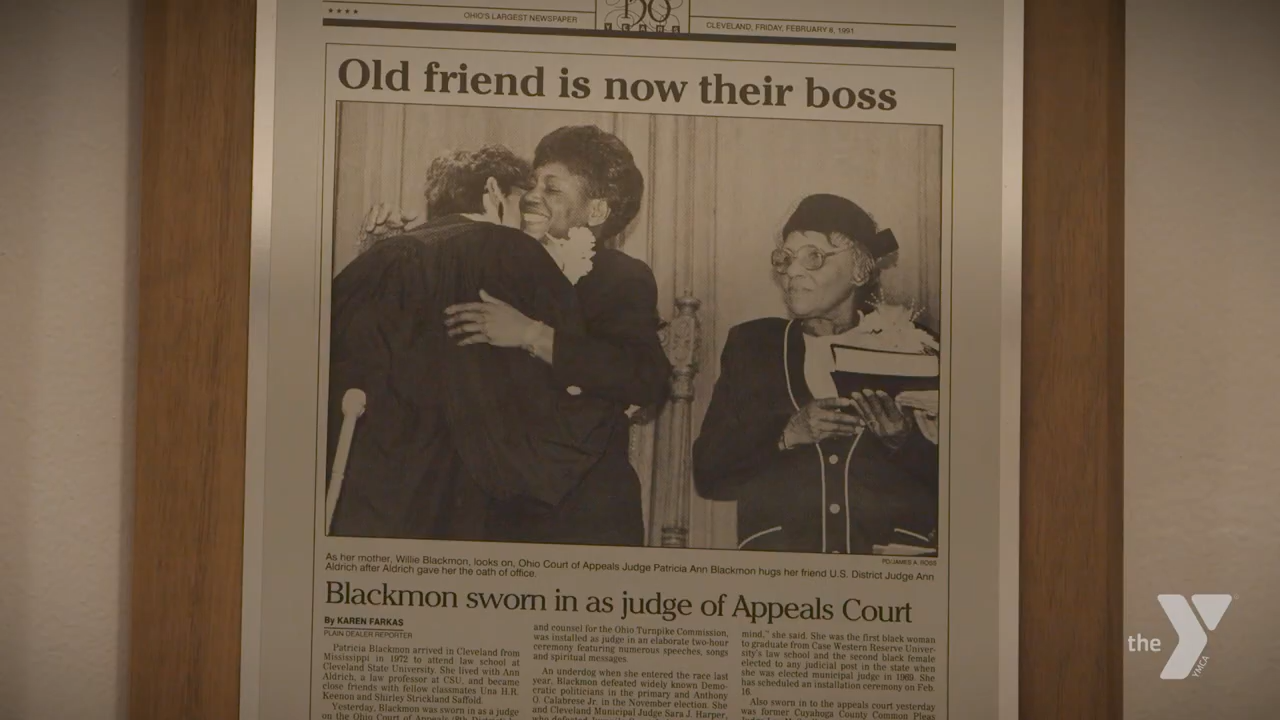 ★★★★
OHIO'S LARGEST NEWSPAPER
150
YEARS
CLEVELAND, FRIDAY, FEBRUARY 8, 1991
Old friend is now their boss
PD/JAMES A. ROSS
As her mother, Willie Blackmon, looks on, Ohio Court of Appeals Judge Patricia Ann Blackmon hugs her friend U.S. District Judge Ann
Aldrich after Aldrich gave her the oath of office.
Blackmon sworn in as judge of Appeals Court
By KAREN FARKAS
PLAIN DEALER REPORTER
Patricia Blackmon arrived in Cleveland from
Mississippi in 1972 to attend law school at
Cleveland State University. She lived with Ann
Aldrich, a law professor at CSU, and became
close friends with fellow classmates Una H.R.
Keenon and Shirley Strickland Saffold.
Yesterday, Blackmon was sworn in as a judge
on the Ohio Court of Appeals
and counsel for the Ohio Turnpike Commission,
was installed as judge in an elaborate two-hour
ceremony featuring numerous speeches, songs
and spiritual messages.
An underdog when she entered the race last
year, Blackmon defeated widely known Demo-
cratic politicians in the primary and Anthony
O. Calabrese Jr. in the November election. She
and Cleveland Municipal Judge Sara J. Harper,
who defeated
mind," she said. She was the first black woman
to graduate from Case Western Reserve Univer-
sity's law school and the second black female
elected to any judicial post in the state when
she was elected municipal judge in 1969. She
has scheduled an installation ceremony on Feb.
16.
Also sworn in to the appeals court yesterday
was former Cuyahoga County Common Pleas
the
YMCA